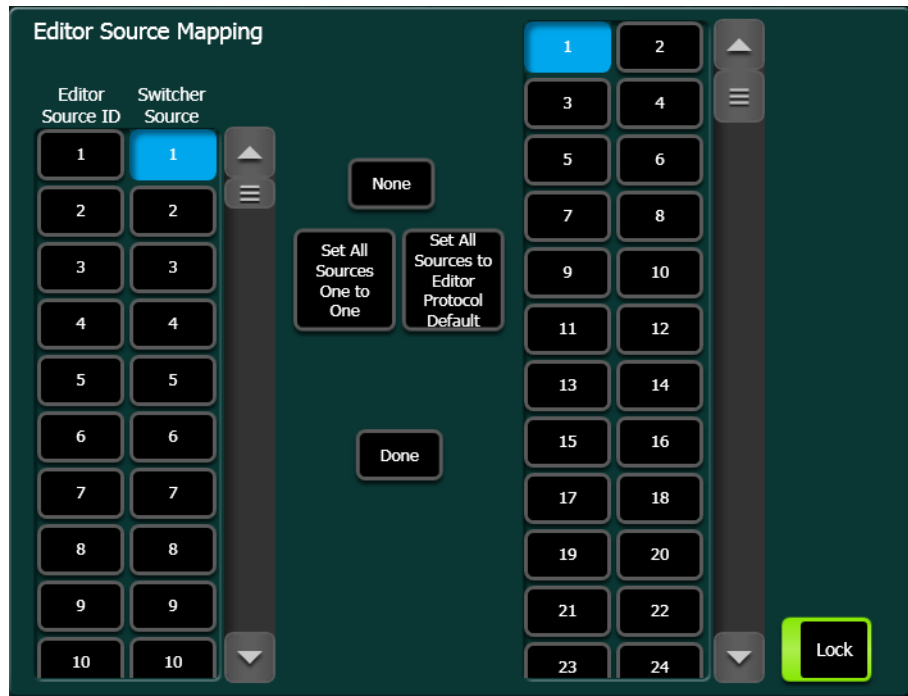 Editor Source Mapping
Editor Switcher
Source ID Source
1 1
2 2
3 3
4 4
5 5
6 6
7 7
8 8
9 9
10 10
None
Set All
Sources
One to
One
Set All
Sources to
Editor
Protocol
Default
Done
1 2
3 4
5 6
7 8
9 10
11 12
13 14
15 16
17 18
19 20
21 22
23 24
Lock